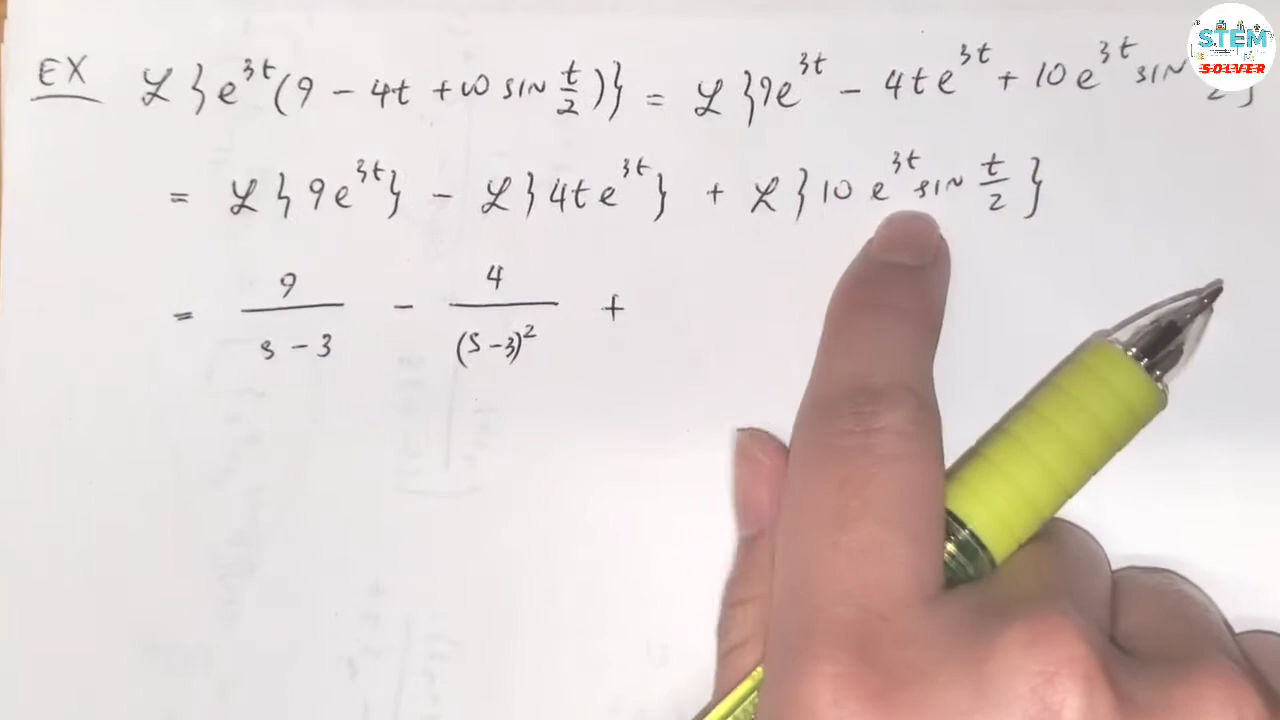 EX ℒ{e^{3t}(9 - 4t + 10 sin t/2)} = ℒ{9e^{3t} - 4te^{3t} + 10e^{3t} sin
= ℒ{9e^{3t}} - ℒ{4te^{3t}} + ℒ{10e^{3t} sin t/2}
= 9/(s-3) - 4/(s-3)^2 +
STEM
SOLVER